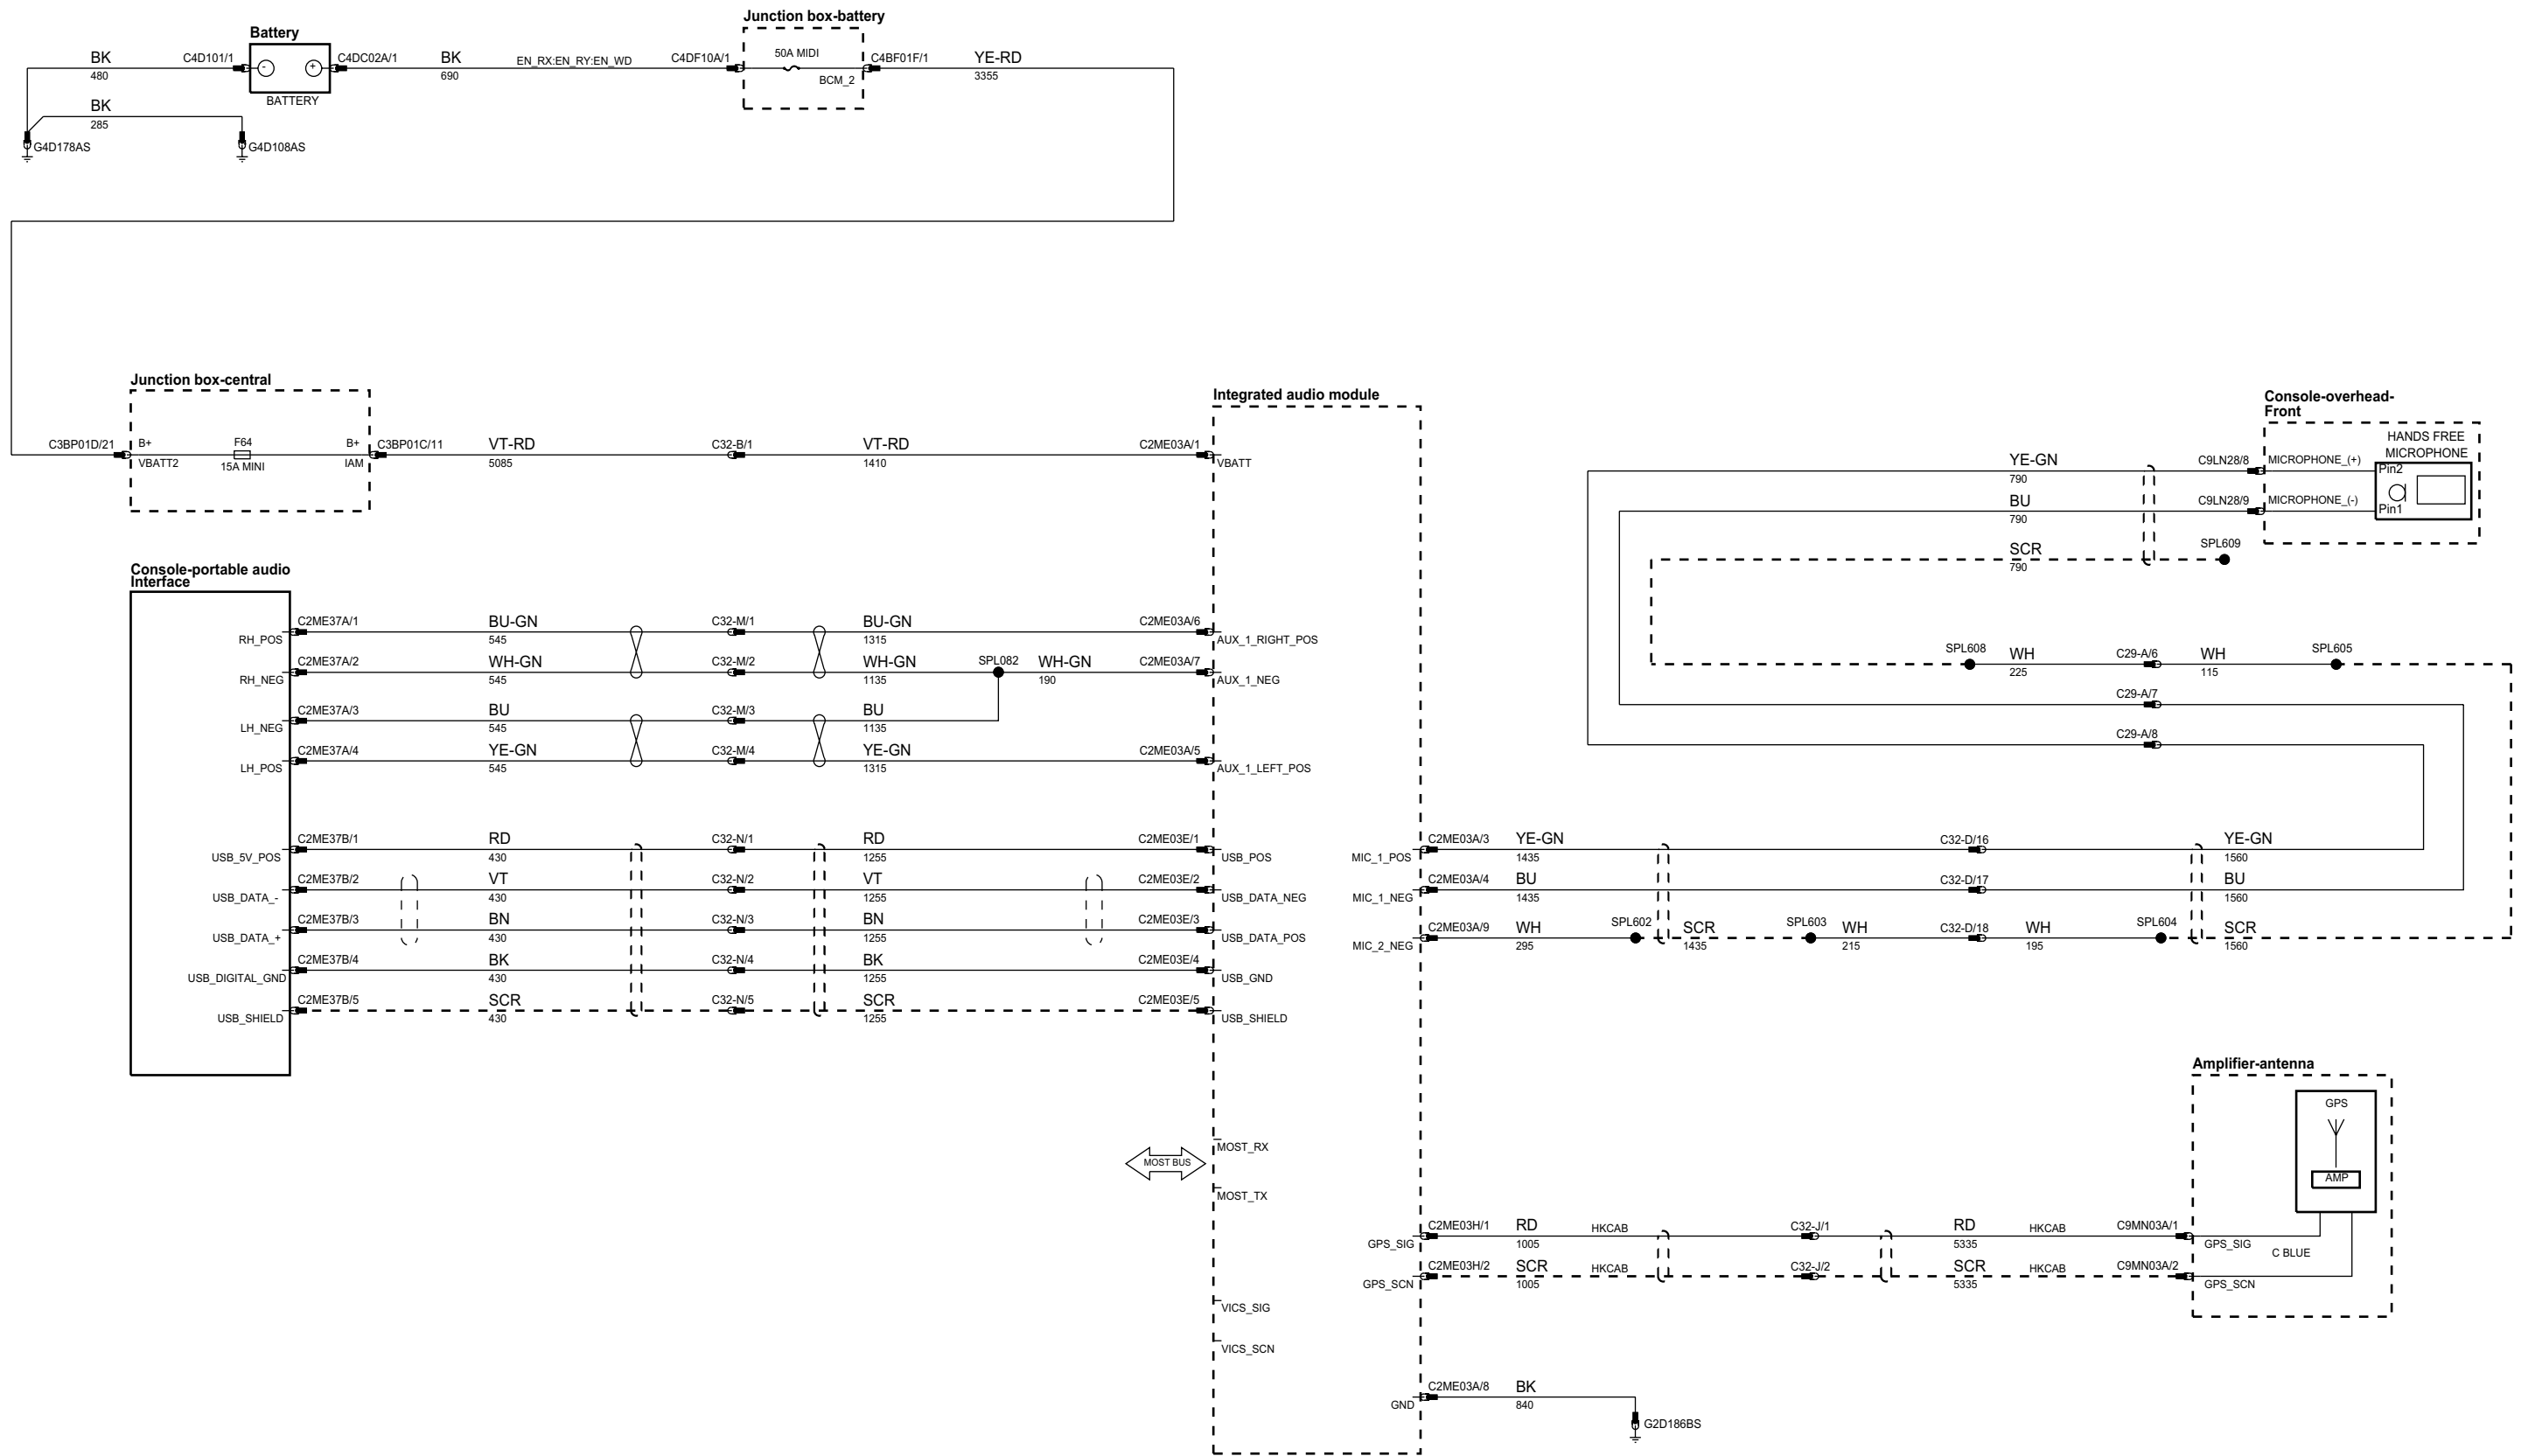 Junction box-battery
Battery
BK
480
C4D101/1
-
+
C4DC02A/1
BK
690
EN_RX:EN_RY:EN_WD
C4DF10A/1
50A MIDI
BCM_2
C4BF01F/1
YE-RD
3355
BATTERY
BK
285
G4D178AS
G4D108AS
Junction box-central
C3BP01D/21
B+
VBATT2
F64
15A MINI
B+
IAM
C3BP01C/11
VT-RD
5085
C32-B/1
VT-RD
1410
C2ME03A/1
VBATT
Integrated audio module
Console-overhead-
Front
HANDS FREE
MICROPHONE
YE-GN
790
C9LN28/8
MICROPHONE_(+)
Pin2
BU
790
C9LN28/9
MICROPHONE_(-)
Pin1
SCR
790
SPL609
Console-portable audio
Interface
RH_POS
C2ME37A/1
BU-GN
545
C32-M/1
BU-GN
1315
C2ME03A/6
AUX_1_RIGHT_POS
RH_NEG
C2ME37A/2
WH-GN
545
C32-M/2
WH-GN
1135
SPL082
WH-GN
190
C2ME03A/7
AUX_1_NEG
LH_NEG
C2ME37A/3
BU
545
C32-M/3
BU
1135
LH_POS
C2ME37A/4
YE-GN
545
C32-M/4
YE-GN
1315
C2ME03A/5
AUX_1_LEFT_POS
SPL608
WH
225
C29-A/6
WH
115
SPL605
C29-A/7
C29-A/8
USB_5V_POS
C2ME37B/1
RD
430
C32-N/1
RD
1255
C2ME03E/1
USB_POS
USB_DATA_-
C2ME37B/2
VT
430
C32-N/2
VT
1255
C2ME03E/2
USB_DATA_NEG
USB_DATA_+
C2ME37B/3
BN
430
C32-N/3
BN
1255
C2ME03E/3
USB_DATA_POS
USB_DIGITAL_GND
C2ME37B/4
BK
430
C32-N/4
BK
1255
C2ME03E/4
USB_GND
USB_SHIELD
C2ME37B/5
SCR
430
C32-N/5
SCR
1255
C2ME03E/5
USB_SHIELD
MIC_1_POS
C2ME03A/3
YE-GN
1435
C32-D/16
YE-GN
1560
MIC_1_NEG
C2ME03A/4
BU
1435
C32-D/17
BU
1560
MIC_2_NEG
C2ME03A/9
WH
295
SPL602
SCR
1435
SPL603
WH
215
C32-D/18
WH
195
SPL604
SCR
1560
Amplifier-antenna
GPS
AMP
MOST BUS
MOST_RX
MOST_TX
GPS_SIG
C2ME03H/1
RD
1005
HKCAB
C32-J/1
RD
5335
HKCAB
C9MN03A/1
GPS_SIG
C BLUE
GPS_SCN
C2ME03H/2
SCR
1005
HKCAB
C32-J/2
SCR
5335
HKCAB
C9MN03A/2
GPS_SCN
VICS_SIG
VICS_SCN
GND
C2ME03A/8
BK
840
G2D186BS